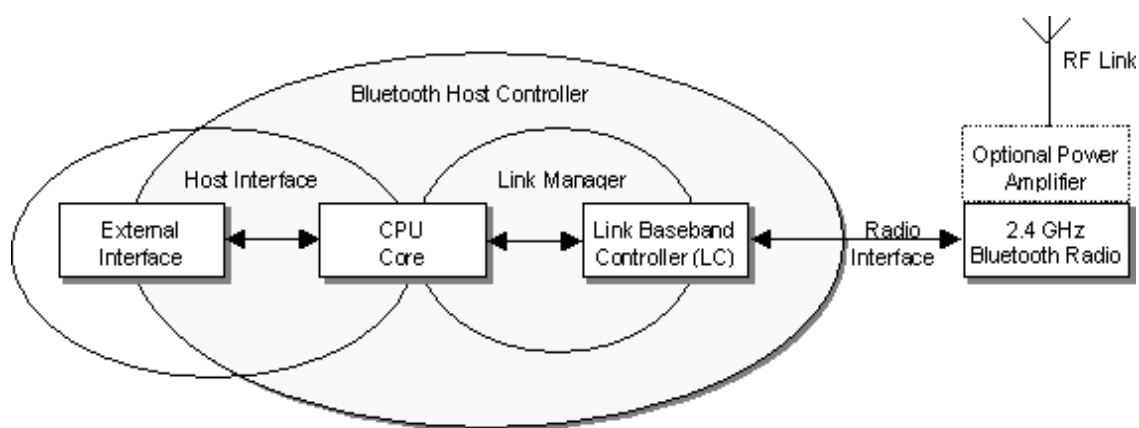 RF Link
Bluetooth Host Controller
Optional Power
Amplifier
Host Interface
Link Manager
External
Interface
CPU
Core
Link Baseband
Controller (LC)
Radio
Interface
2.4 GHz
Bluetooth Radio